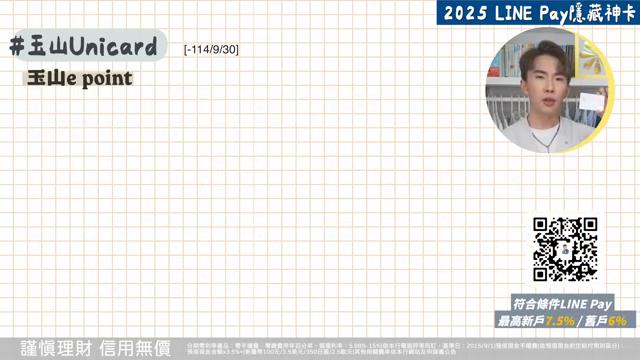 2025 LINE Pay隱藏神卡
#玉山Unicard
[-114/9/30]
玉山e point
符合條件LINE Pay
最高新戶7.5% / 舊戶6%
謹慎理財 信用無價